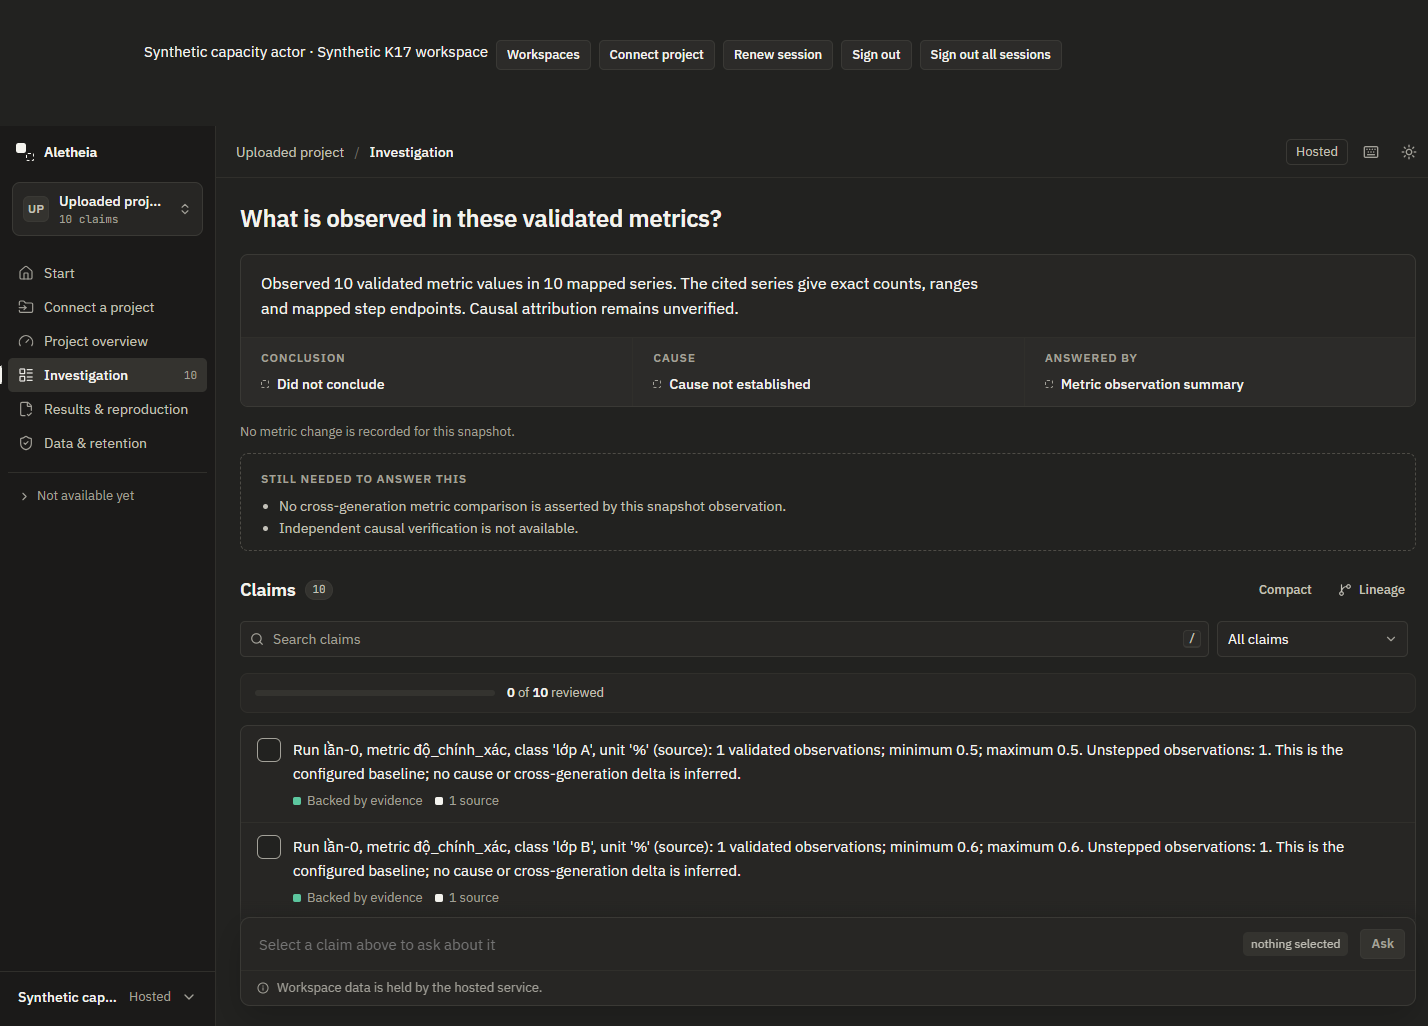 Synthetic capacity actor · Synthetic K17 workspace
Workspaces
Connect project
Renew session
Sign out
Sign out all sessions
Aletheia
UP
Uploaded proj...
10 claims
Start
Connect a project
Project overview
Investigation
10
Results & reproduction
Data & retention
Not available yet
Synthetic cap...
Hosted
Uploaded project / Investigation
Hosted
What is observed in these validated metrics?
Observed 10 validated metric values in 10 mapped series. The cited series give exact counts, ranges
and mapped step endpoints. Causal attribution remains unverified.
CONCLUSION
Did not conclude
CAUSE
Cause not established
ANSWERED BY
Metric observation summary
No metric change is recorded for this snapshot.
STILL NEEDED TO ANSWER THIS
• No cross-generation metric comparison is asserted by this snapshot observation.
• Independent causal verification is not available.
Claims
10
Compact
Lineage
Search claims
/
All claims
0 of 10 reviewed
Run lần-0, metric độ_chính_xác, class 'lớp A', unit '%' (source): 1 validated observations; minimum 0.5; maximum 0.5. Unstepped observations: 1. This is the
configured baseline; no cause or cross-generation delta is inferred.
Backed by evidence
1 source
Run lần-0, metric độ_chính_xác, class 'lớp B', unit '%' (source): 1 validated observations; minimum 0.6; maximum 0.6. Unstepped observations: 1. This is the
configured baseline; no cause or cross-generation delta is inferred.
Backed by evidence
1 source
Select a claim above to ask about it
nothing selected
Ask
Workspace data is held by the hosted service.